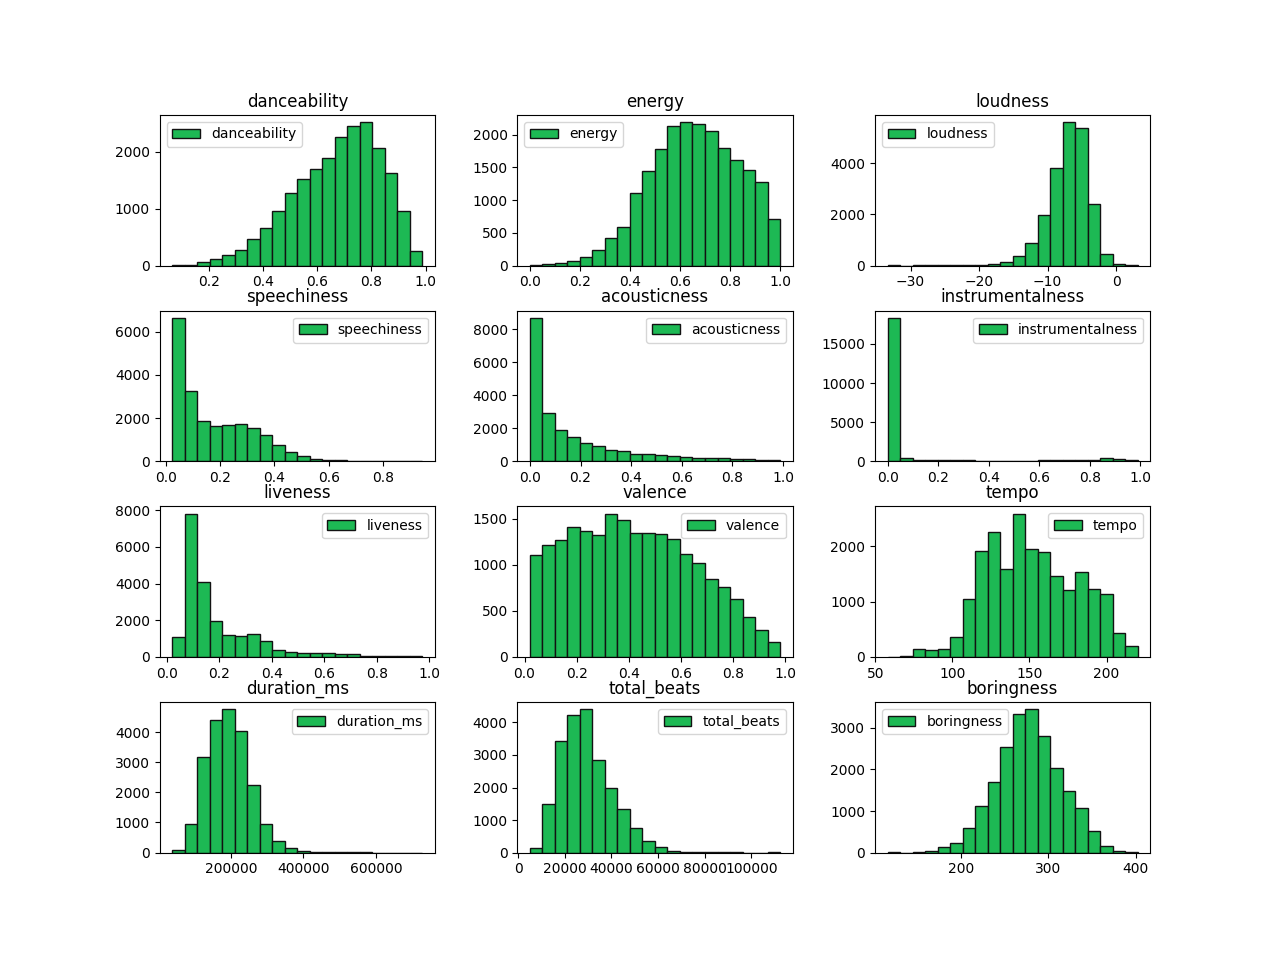 danceability energy loudness
danceability energy loudness
2000 1000 0
2000 1500 1000 500 0
4000 2000 0
0.2 0.4 0.6 0.8 1.0 0.0 0.2 0.4 0.6 0.8 1.0 −30 −20 −10 0
speechiness acousticness instrumentalness
speechiness acousticness instrumentalness
6000 4000 2000 0
8000 6000 4000 2000 0
15000 10000 5000 0
0.0 0.2 0.4 0.6 0.8 0.0 0.2 0.4 0.6 0.8 1.0 0.0 0.2 0.4 0.6 0.8 1.0
liveness valence tempo
liveness valence tempo
8000 6000 4000 2000 0
1500 1000 500 0
2000 1000 0
0.0 0.2 0.4 0.6 0.8 1.0 0.0 0.2 0.4 0.6 0.8 1.0 50 100 150 200
duration_ms total_beats boringness
duration_ms total_beats boringness
4000 3000 2000 1000 0
4000 3000 2000 1000 0
3000 2000 1000 0
200000 400000 600000 0 20000 40000 60000 80000 100000 200 300 400